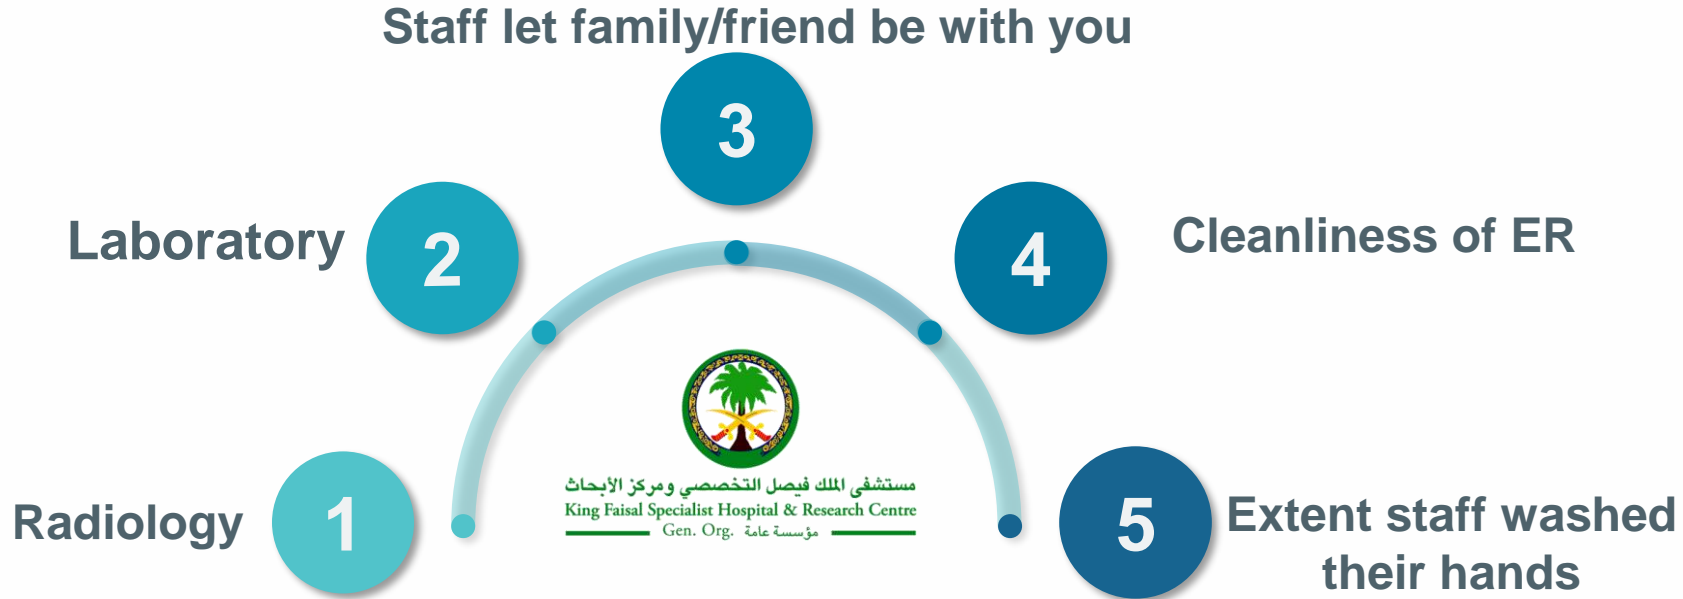 Staff let family/friend be with you
3
Laboratory
2
4
Cleanliness of ER
مستشفى الملك فيصل التخصصي ومركز الأبحاث
King Faisal Specialist Hospital & Research Centre
Gen. Org. مؤسسة عامة
Radiology
1
5
Extent staff washed
their hands